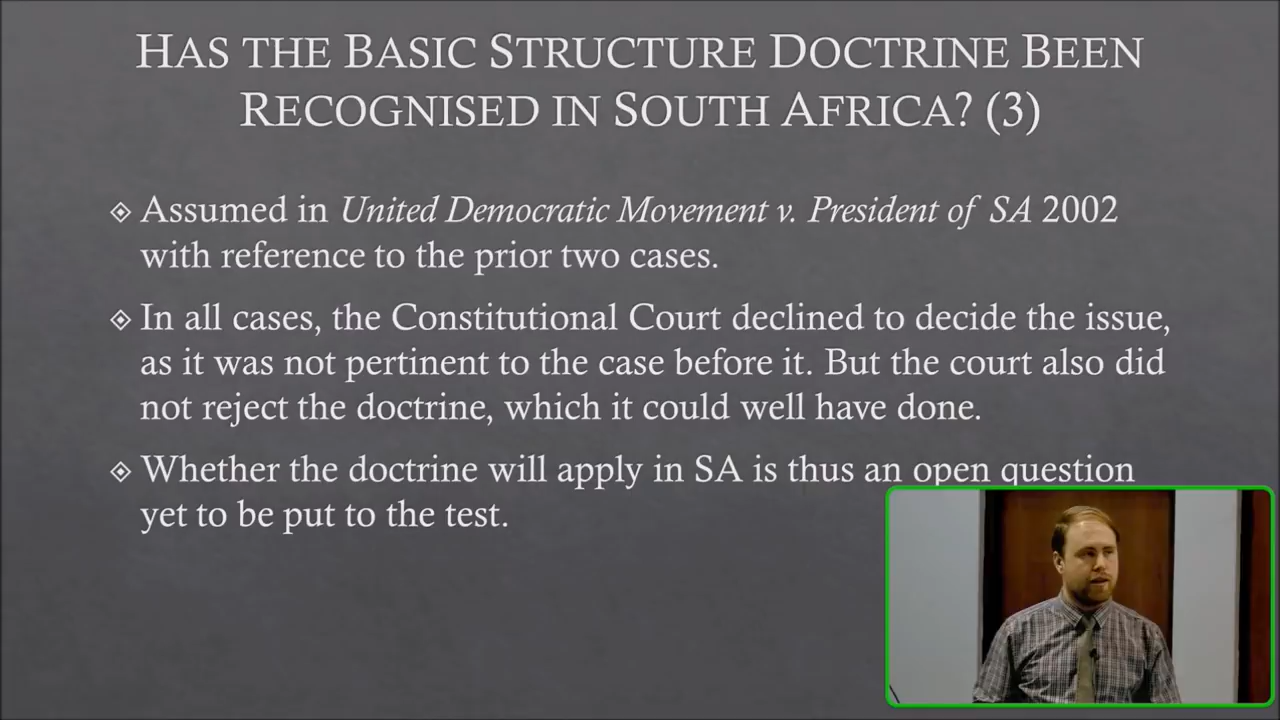 HAS THE BASIC STRUCTURE DOCTRINE BEEN
RECOGNISED IN SOUTH AFRICA? (3)
Assumed in United Democratic Movement v. President of SA 2002
with reference to the prior two cases.
In all cases, the Constitutional Court declined to decide the issue,
as it was not pertinent to the case before it. But the court also did
not reject the doctrine, which it could well have done.
Whether the doctrine will apply in SA is thus an open question
yet to be put to the test.